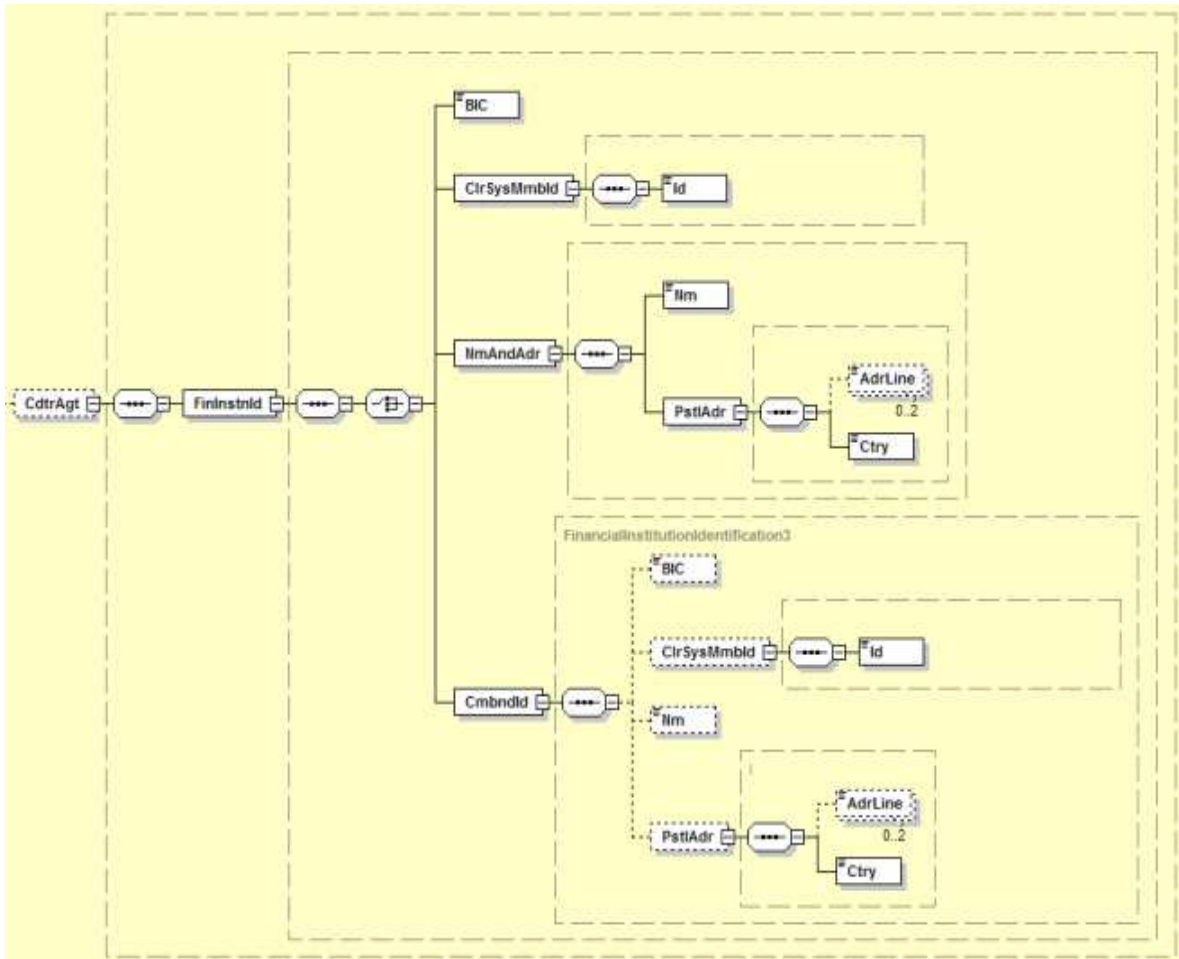 BIC
ClrSysMmbId
Id
Nm
NmAndAdr
AdrLine
CdtrAgt
FinInstnId
0..2
PstlAdr
Ctry
FinancialInstitutionIdentification3
BIC
ClrSysMmbId
Id
CmbndId
Nm
AdrLine
0..2
PstlAdr
Ctry